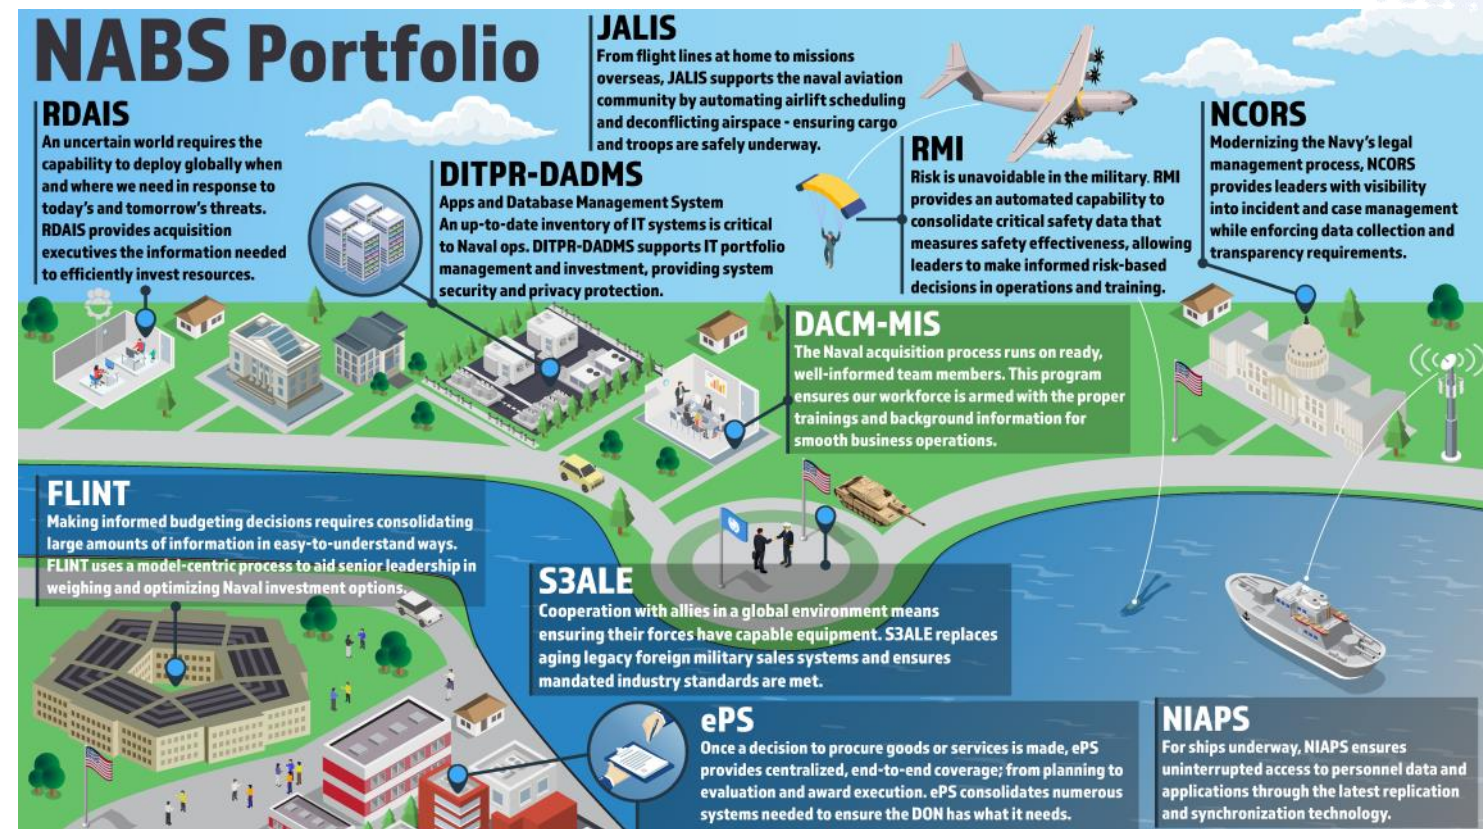 NABS Portfolio
RDAIS
An uncertain world requires the
capability to deploy globally when
and where we need in response to
today's and tomorrow's threats.
RDAIS provides acquisition
executives the information needed
to efficiently invest resources.
JALIS
From flight lines at home to missions
overseas, JALIS supports the naval aviation
community by automating airlift scheduling
and deconflicting airspace - ensuring cargo
and troops are safely underway.
DITPR-DADMS
Apps and Database Management System
An up-to-date inventory of IT systems is critical
to Naval ops. DITPR-DADMS supports IT portfolio
management and investment, providing system
security and privacy protection.
RMI
Risk is unavoidable in the military. RMI
provides an automated capability to
consolidate critical safety data that
measures safety effectiveness, allowing
leaders to make informed risk-based
decisions in operations and training.
NCORS
Modernizing the Navy's legal
management process, NCORS
provides leaders with visibility
into incident and case management
while enforcing data collection and
transparency requirements.
DACM-MIS
The Naval acquisition process runs on ready,
well-informed team members. This program
ensures our workforce is armed with the proper
trainings and background information for
smooth business operations.
FLINT
Making informed budgeting decisions requires consolidating
large amounts of information in easy-to-understand ways.
FLINT uses a model-centric process to aid senior leadership in
weighing and optimizing Naval investment options.
S3ALE
Cooperation with allies in a global environment means
ensuring their forces have capable equipment. S3ALE replaces
aging legacy foreign military sales systems and ensures
mandated industry standards are met.
ePS
Once a decision to procure goods or services is made, ePS
provides centralized, end-to-end coverage; from planning to
evaluation and award execution. ePS consolidates numerous
systems needed to ensure the DON has what it needs.
NIAPS
For ships underway, NIAPS ensures
uninterrupted access to personnel data and
applications through the latest replication
and synchronization technology.